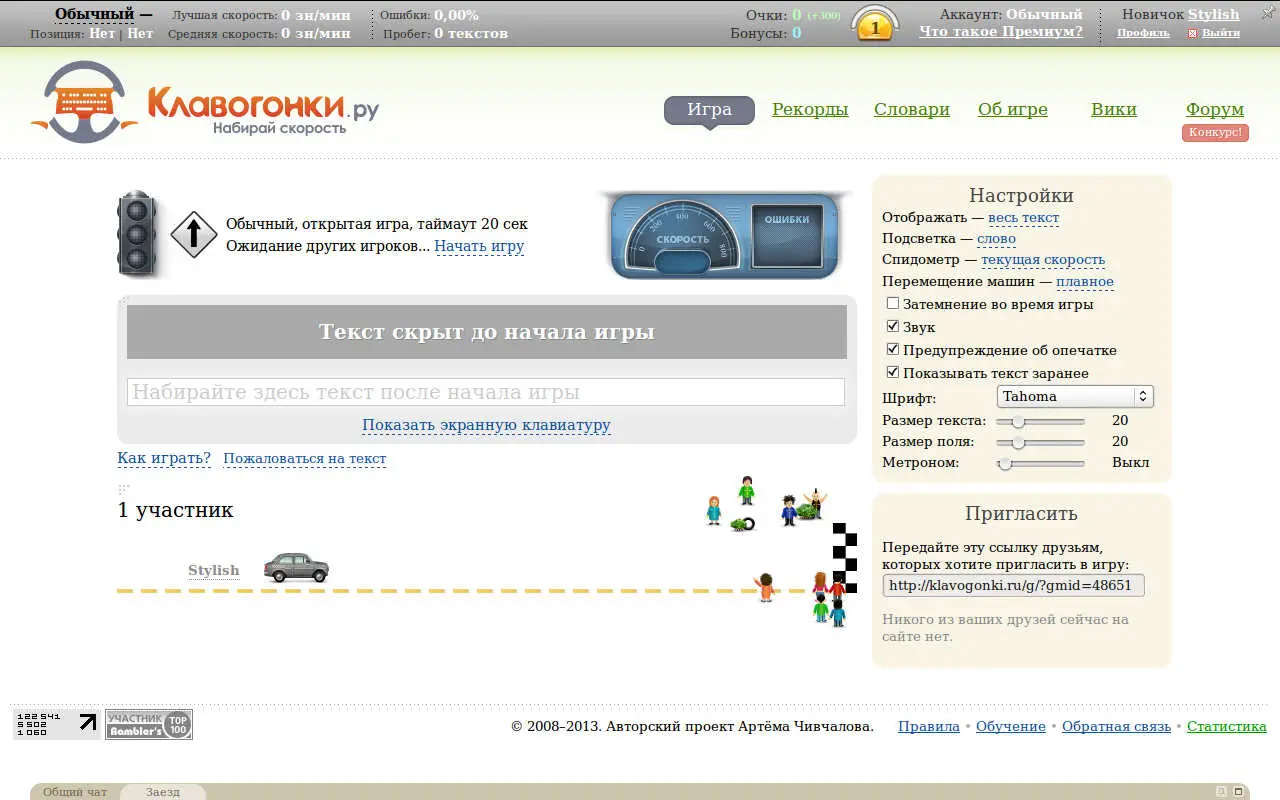 Обычный —
Лучшая скорость: 0 зн/мин
Ошибки: 0,00%
Позиция: Нет | Нет
Средняя скорость: 0 зн/мин
Пробег: 0 текстов
Очки: 0 (+300)
Бонусы: 0
1
Аккаунт: Обычный
Что такое Премиум?
Новичок Stylish
Профиль Выйти
Клавогонки.ру
Набирай скорость
Игра Рекорды Словари Об игре Вики Форум
Конкурс!
Обычный, открытая игра, таймаут 20 сек
Ожидание других игроков... Начать игру
0 200 400 600 800
СКОРОСТЬ
ОШИБКИ
Текст скрыт до начала игры
Набирайте здесь текст после начала игры
Показать экранную клавиатуру
Как играть? Пожаловаться на текст
1 участник
Stylish
Настройки
Отображать — весь текст
Подсветка — слово
Спидометр — текущая скорость
Перемещение машин — плавное
Затемнение во время игры
Звук
Предупреждение об опечатке
Показывать текст заранее
Шрифт: Tahoma
Размер текста: 20
Размер поля: 20
Метроном: Выкл
Пригласить
Передайте эту ссылку друзьям,
которых хотите пригласить в игру:
http://klavogonki.ru/g/?gmid=48651
Никого из ваших друзей сейчас на
сайте нет.
122 541
5 502
1 060
УЧАСТНИК
Rambler's
TOP
100
© 2008–2013. Авторский проект Артёма Чивчалова.
Правила • Обучение • Обратная связь • Статистика
Общий чат Заезд